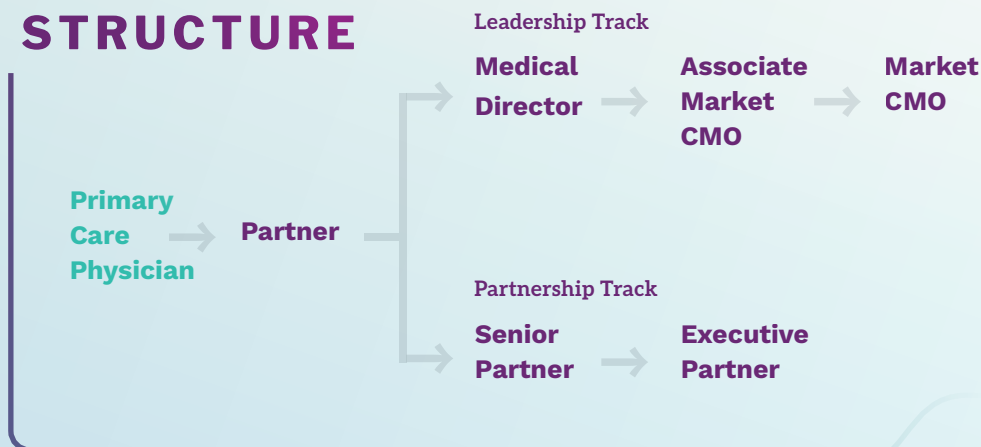 STRUCTURE
Primary
Care
Physician
Partner
Leadership Track
Medical
Director
Associate
Market
CMO
Market
CMO
Partnership Track
Senior
Partner
Executive
Partner